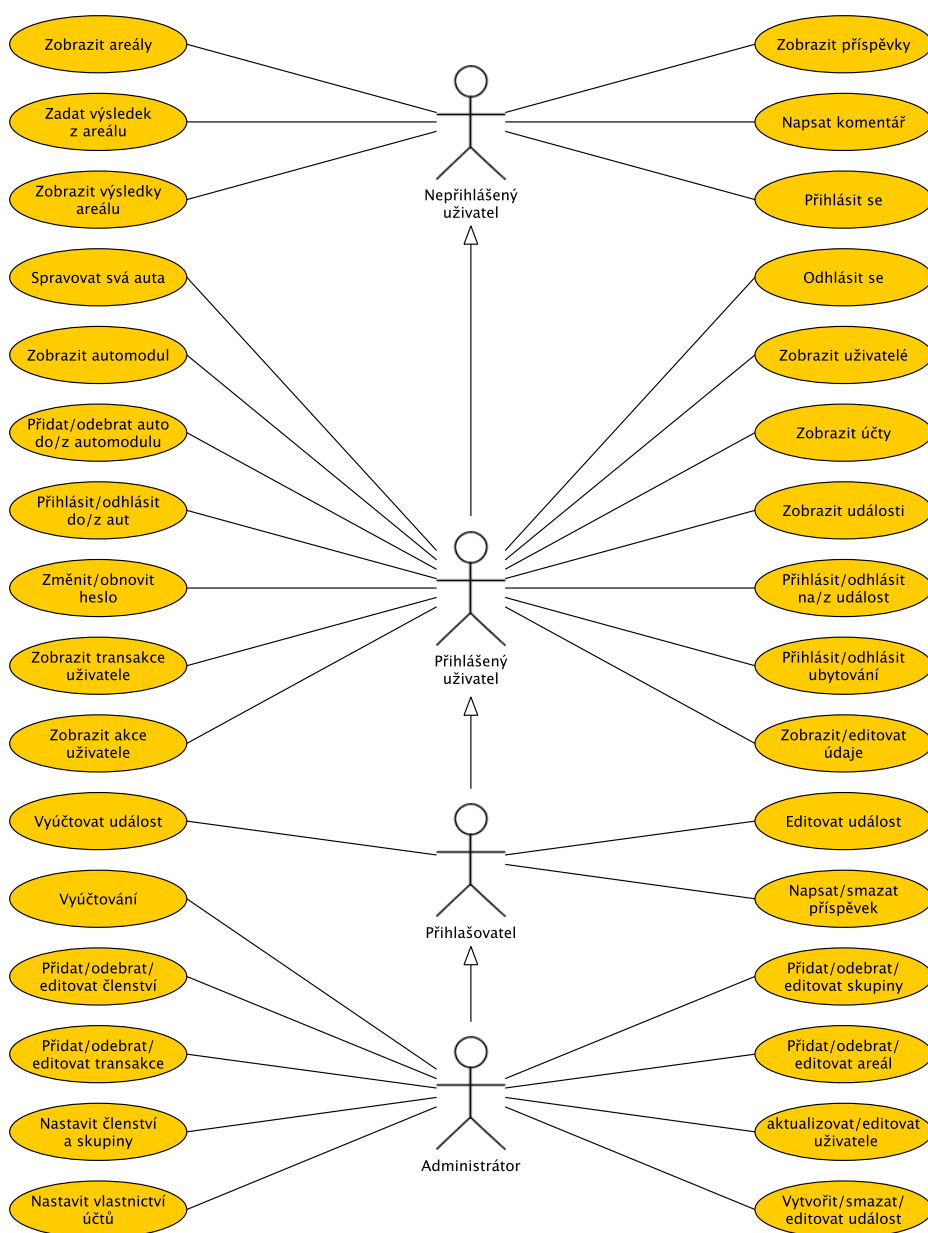 Zobrazit areály
Zobrazit příspěvky
Zadat výsledek
z areálu
Napsat komentář
Zobrazit výsledky
areálu
Nepřihlášený
uživatel
Přihlásit se
Spravovat svá auta
Odhlásit se
Zobrazit automodul
Zobrazit uživatelé
Přidat/odebrat auto
do/z automodulu
Zobrazit účty
Přihlásit/odhlásit
do/z aut
Zobrazit události
Změnit/obnovit
heslo
Přihlásit/odhlásit
na/z událost
Zobrazit transakce
uživatele
Přihlášený
uživatel
Přihlásit/odhlásit
ubytování
Zobrazit akce
uživatele
Zobrazit/editovat
údaje
Vyúčtovat událost
Editovat událost
Vyúčtování
Napsat/smazat
příspěvek
Přihlašovatel
Přidat/odebrat/
editovat členství
Přidat/odebrat/
editovat skupiny
Přidat/odebrat/
editovat transakce
Přidat/odebrat/
editovat areál
Nastavit členství
a skupiny
aktualizovat/editovat
uživatele
Administrátor
Nastavit vlastnictví
účtů
Vytvořit/smazat/
editovat událost